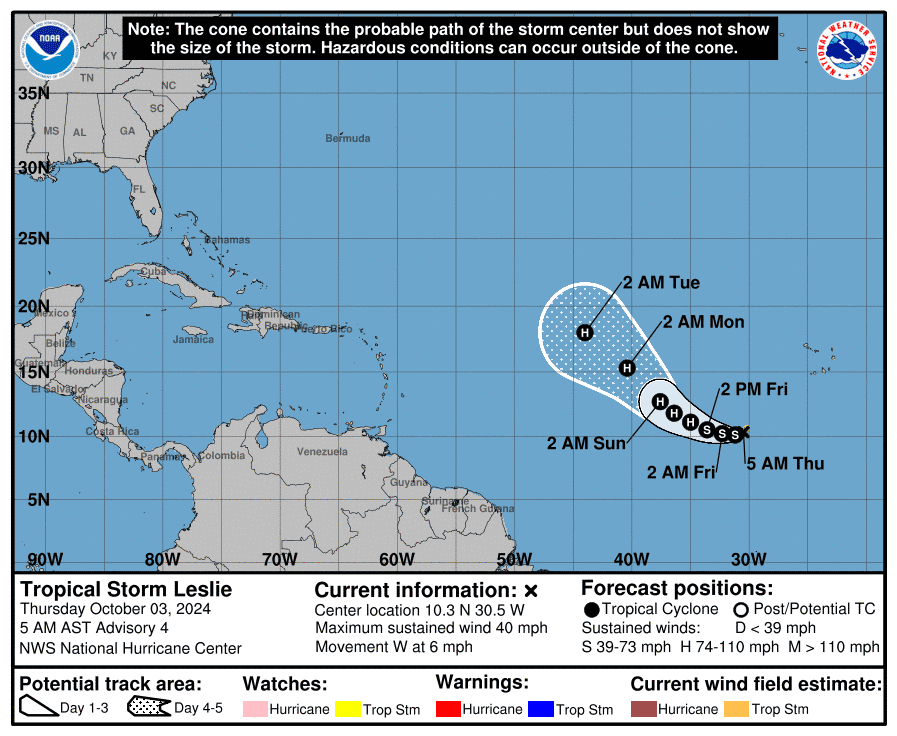 Note: The cone contains the probable path of the storm center but does not show
the size of the storm. Hazardous conditions can occur outside of the cone.
NOAA
NATIONAL WEATHER SERVICE
KY
TN
NC
35N
SC
MS
AL
GA
Bermuda
30N
FL
25N
Bahamas
Cuba
2 AM Tue
20N
Mexico
Dominican
Republic
Puerto Rico
2 AM Mon
Jamaica
Belize
Guatemala
15N
Honduras
El Salvador
2 PM Fri
Nicaragua
10N
Costa Rica
2 AM Sun
Panama
Colombia
Venezuela
5 AM Thu
2 AM Fri
Guyana
5N
Suriname
French Guiana
H
H
H
H
H
S
S
S
90W 80W 70W 60W 50W 40W 30W
Tropical Storm Leslie
Thursday October 03, 2024
5 AM AST Advisory 4
NWS National Hurricane Center
Current information: ×
Center location 10.3 N 30.5 W
Maximum sustained wind 40 mph
Movement W at 6 mph
Forecast positions:
Tropical Cyclone Post/Potential TC
Sustained winds: D < 39 mph
S 39-73 mph H 74-110 mph M > 110 mph
Potential track area:
Day 1-3 Day 4-5
Watches:
Hurricane Trop Stm
Warnings:
Hurricane Trop Stm
Current wind field estimate:
Hurricane Trop Stm